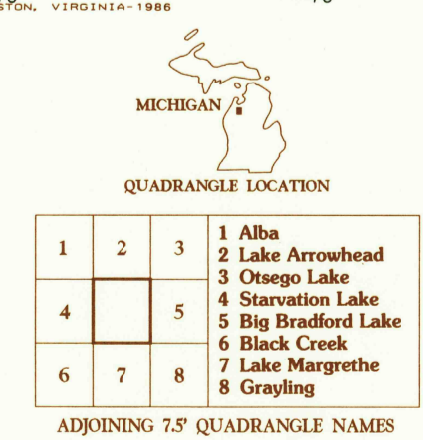 STON, VIRGINIA-1986
MICHIGAN
QUADRANGLE LOCATION
1 2 3
4 5
6 7 8
1 Alba
2 Lake Arrowhead
3 Otsego Lake
4 Starvation Lake
5 Big Bradford Lake
6 Black Creek
7 Lake Margrethe
8 Grayling
ADJOINING 7.5' QUADRANGLE NAMES